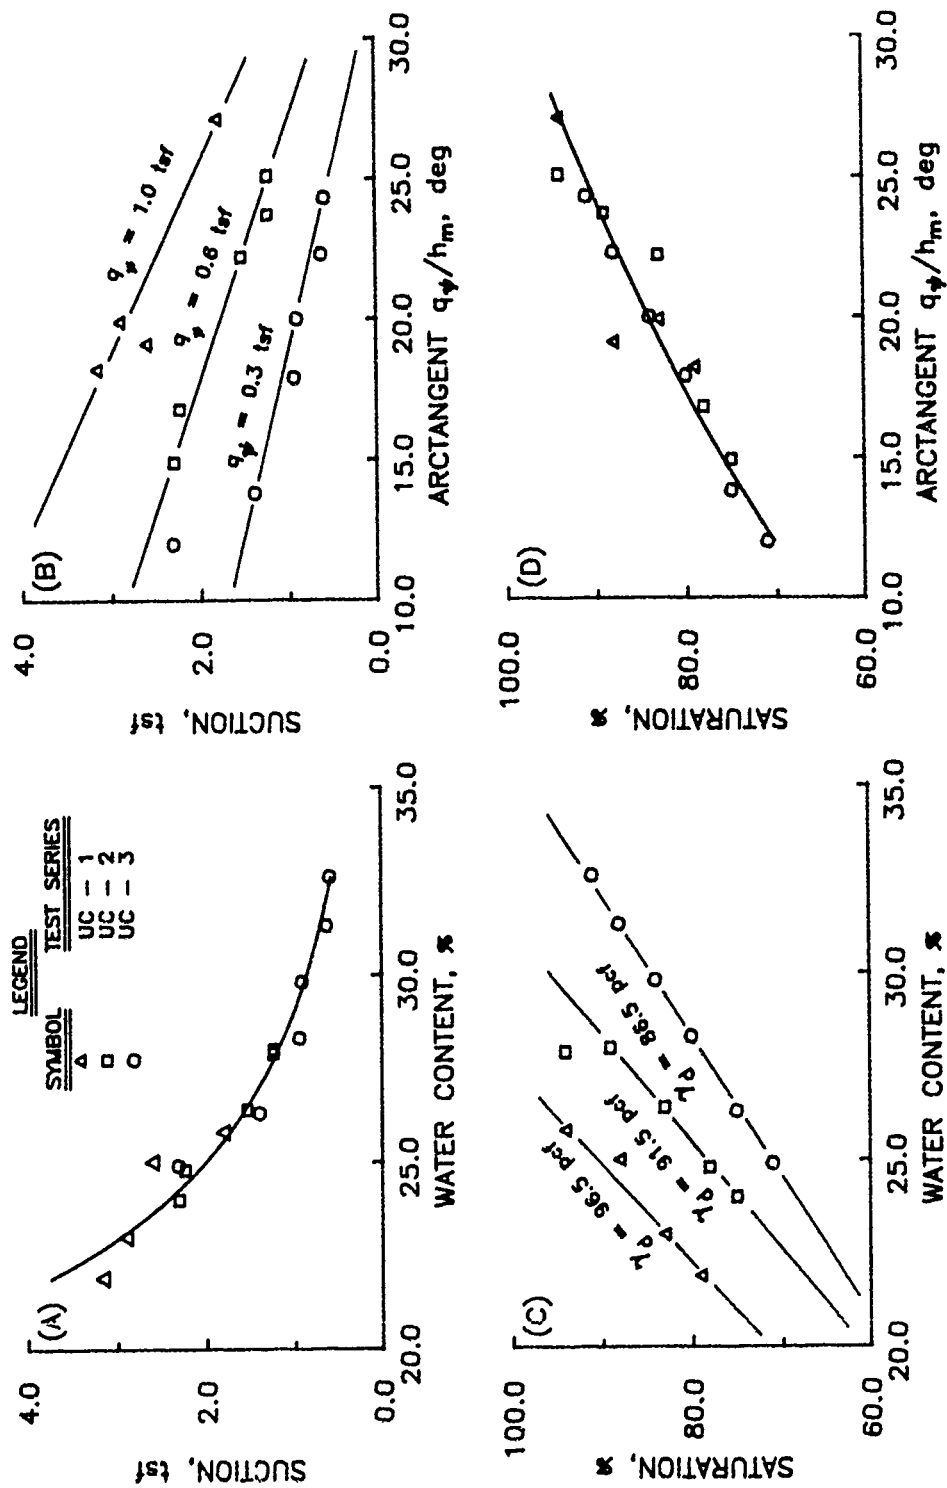 LEGEND
SYMBOL TEST SERIES
△ UC – 1
□ UC – 2
○ UC – 3
(A)
SUCTION, tsf
4.0
2.0
0.0
20.0 25.0 30.0 35.0
WATER CONTENT, %
(B)
SUCTION, tsf
4.0
2.0
0.0
qψ = 1.0 tsf
qψ = 0.6 tsf
qψ = 0.3 tsf
10.0 15.0 20.0 25.0 30.0
ARCTANGENT qψ/hm, deg
(C)
SATURATION, %
100.0
80.0
60.0
γd = 96.5 pcf
γd = 91.5 pcf
γd = 86.5 pcf
20.0 25.0 30.0 35.0
WATER CONTENT, %
(D)
SATURATION, %
100.0
80.0
60.0
10.0 15.0 20.0 25.0 30.0
ARCTANGENT qψ/hm, deg